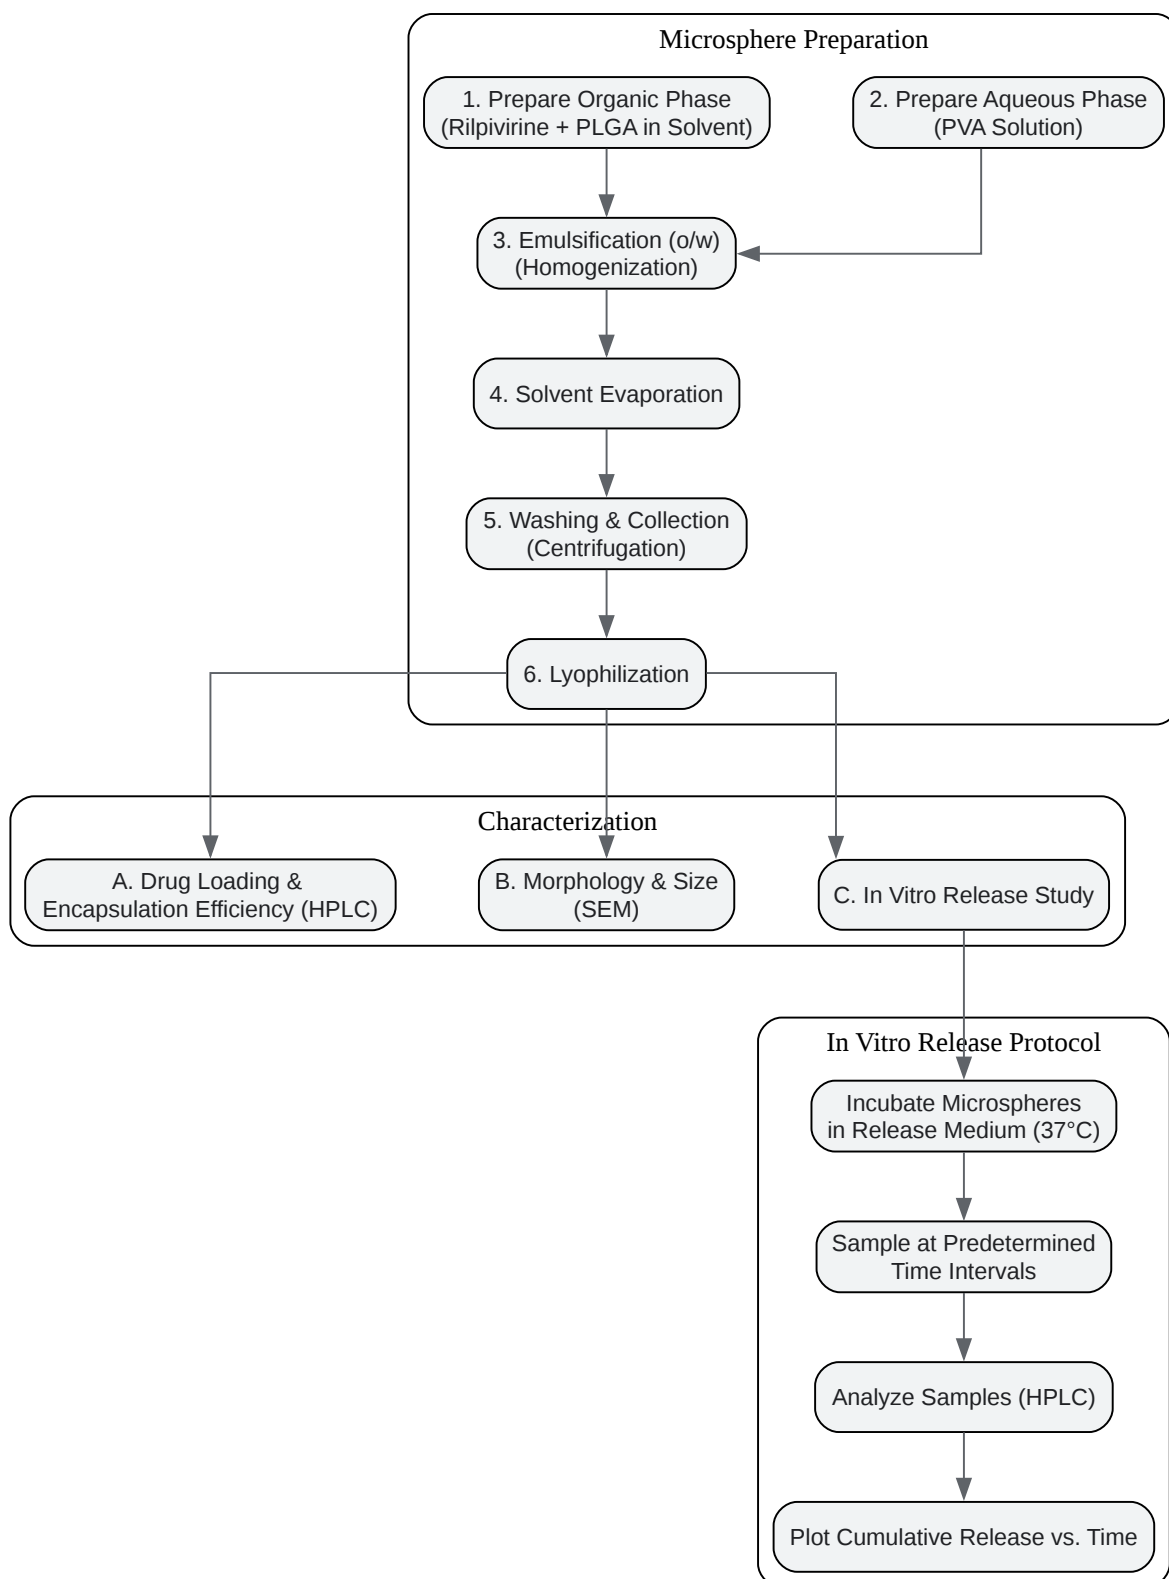 Microsphere Preparation
1. Prepare Organic Phase
(Rilpivirine + PLGA in Solvent)
2. Prepare Aqueous Phase
(PVA Solution)
3. Emulsification (o/w)
(Homogenization)
4. Solvent Evaporation
5. Washing & Collection
(Centrifugation)
6. Lyophilization
Characterization
A. Drug Loading &
Encapsulation Efficiency (HPLC)
B. Morphology & Size
(SEM)
C. In Vitro Release Study
In Vitro Release Protocol
Incubate Microspheres
in Release Medium (37°C)
Sample at Predetermined
Time Intervals
Analyze Samples (HPLC)
Plot Cumulative Release vs. Time